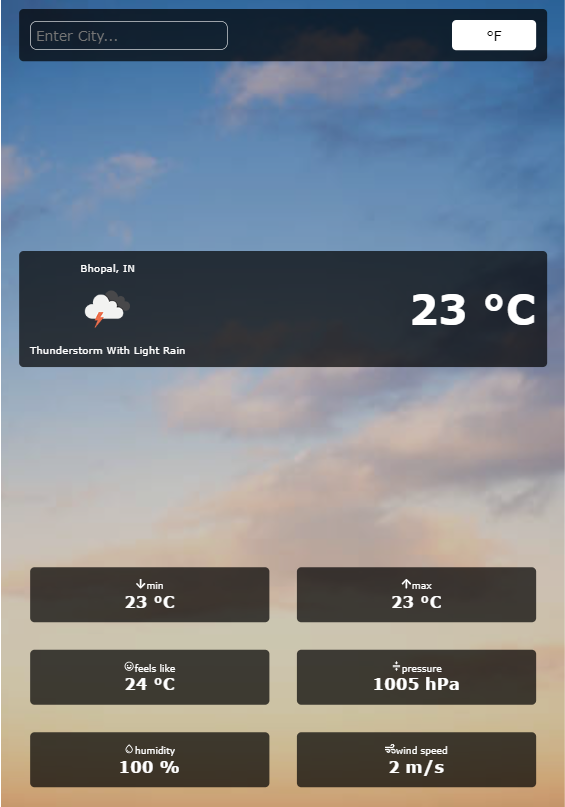 Enter City...
°F
Bhopal, IN
23 °C
Thunderstorm With Light Rain
min
23 °C
max
23 °C
feels like
24 °C
pressure
1005 hPa
humidity
100 %
wind speed
2 m/s